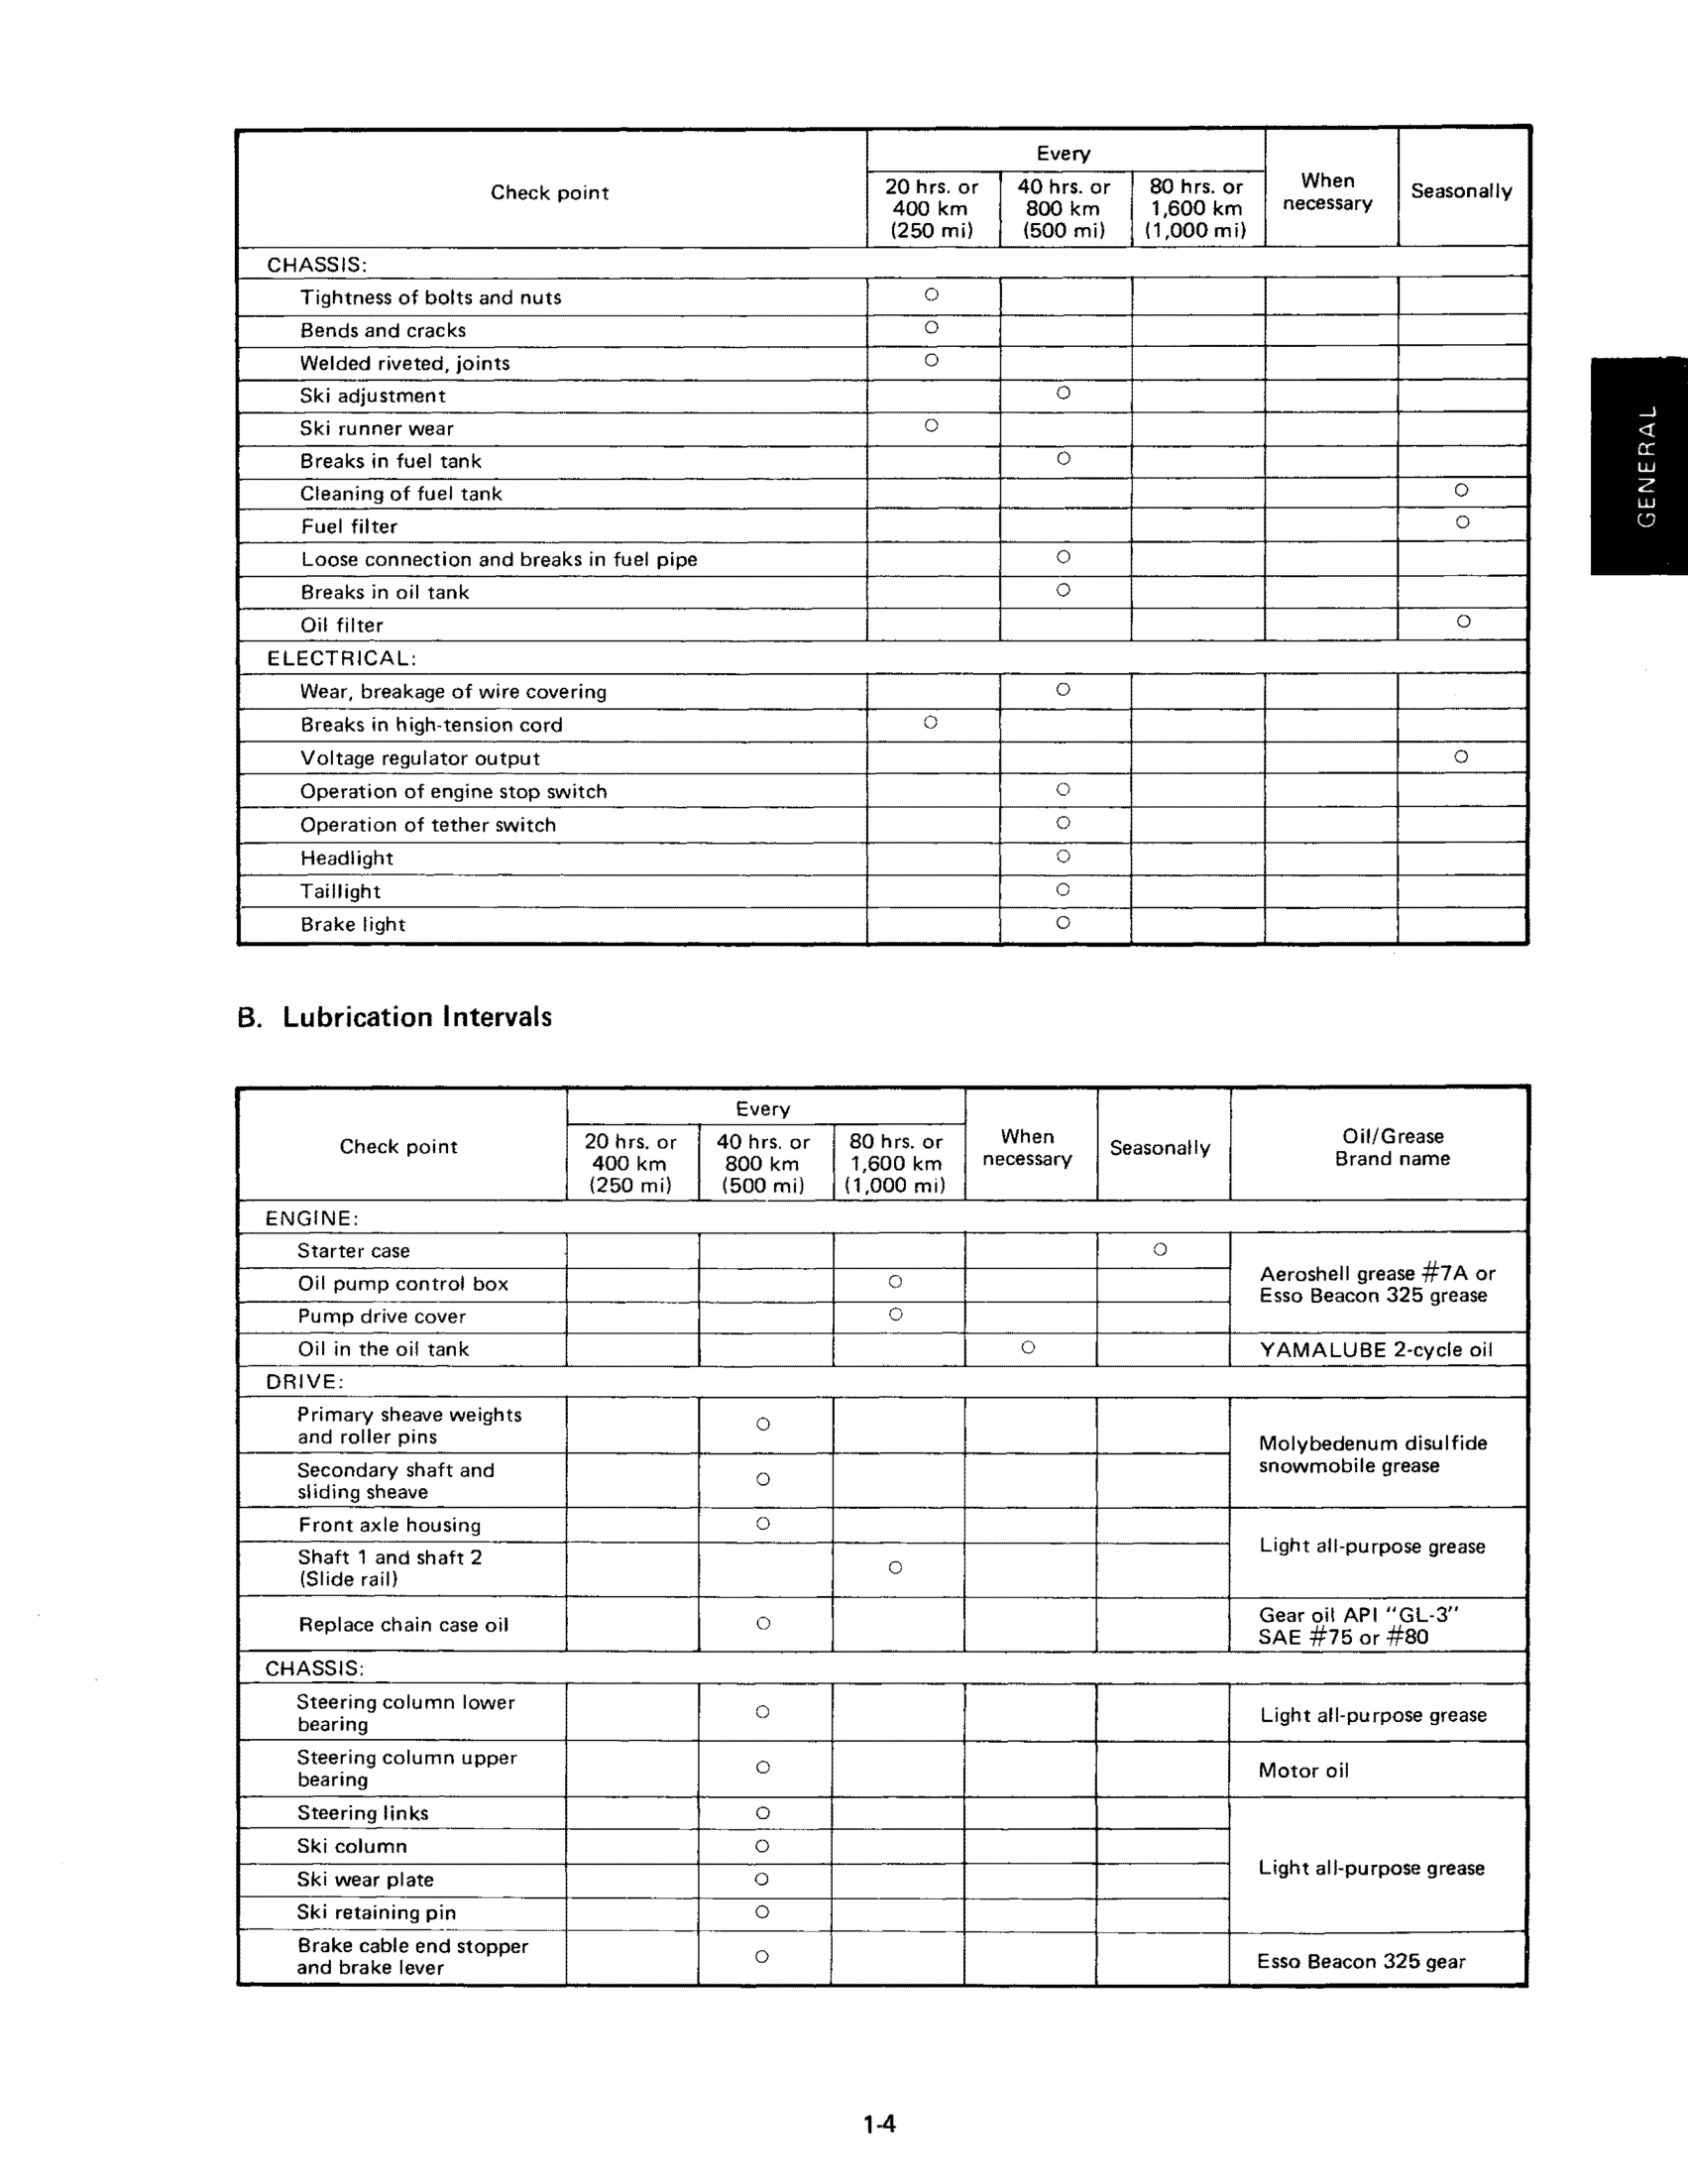 Every
Check point
20 hrs. or
400 km
(250 mi)
40 hrs. or
800 km
(500 mi)
80 hrs. or
1,600 km
(1,000 mi)
When
necessary
Seasonally
CHASSIS:
Tightness of bolts and nuts ○
Bends and cracks ○
Welded riveted, joints ○
Ski adjustment ○
Ski runner wear ○
Breaks in fuel tank ○
Cleaning of fuel tank ○
Fuel filter ○
Loose connection and breaks in fuel pipe ○
Breaks in oil tank ○
Oil filter ○
ELECTRICAL:
Wear, breakage of wire covering ○
Breaks in high-tension cord ○
Voltage regulator output ○
Operation of engine stop switch ○
Operation of tether switch ○
Headlight ○
Taillight ○
Brake light ○
GENERAL
B. Lubrication Intervals
Every
Check point
20 hrs. or
400 km
(250 mi)
40 hrs. or
800 km
(500 mi)
80 hrs. or
1,600 km
(1,000 mi)
When
necessary
Seasonally
Oil/Grease
Brand name
ENGINE:
Starter case ○
Oil pump control box ○
Pump drive cover ○
Aeroshell grease #7A or
Esso Beacon 325 grease
Oil in the oil tank ○ YAMALUBE 2-cycle oil
DRIVE:
Primary sheave weights
and roller pins ○
Secondary shaft and
sliding sheave ○
Molybedenum disulfide
snowmobile grease
Front axle housing ○
Shaft 1 and shaft 2
(Slide rail) ○
Light all-purpose grease
Replace chain case oil ○
Gear oil API "GL-3"
SAE #75 or #80
CHASSIS:
Steering column lower
bearing ○
Light all-purpose grease
Steering column upper
bearing ○
Motor oil
Steering links ○
Ski column ○
Ski wear plate ○
Ski retaining pin ○
Light all-purpose grease
Brake cable end stopper
and brake lever ○
Esso Beacon 325 gear
1-4